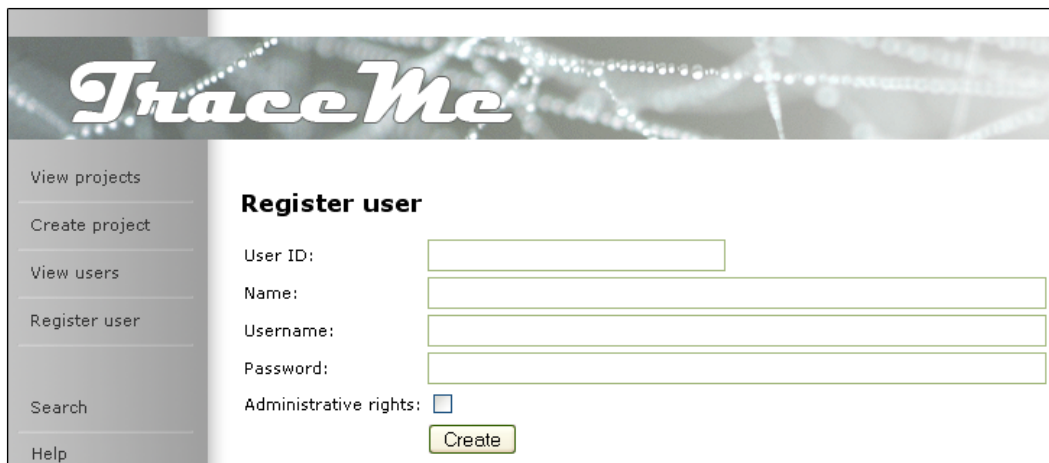 TraceMe
View projects
Create project
View users
Register user
Search
Help
Register user
User ID:
Name:
Username:
Password:
Administrative rights:
Create